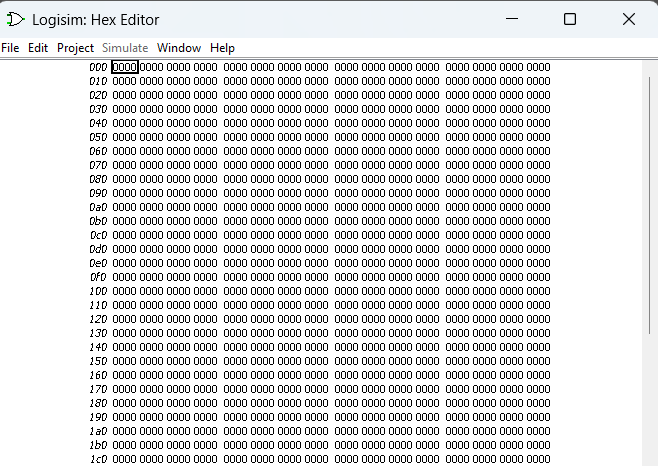 Logisim: Hex Editor
File Edit Project Simulate Window Help
000 0000 0000 0000 0000 0000 0000 0000 0000 0000 0000 0000 0000 0000 0000 0000 0000
010 0000 0000 0000 0000 0000 0000 0000 0000 0000 0000 0000 0000 0000 0000 0000 0000
020 0000 0000 0000 0000 0000 0000 0000 0000 0000 0000 0000 0000 0000 0000 0000 0000
030 0000 0000 0000 0000 0000 0000 0000 0000 0000 0000 0000 0000 0000 0000 0000 0000
040 0000 0000 0000 0000 0000 0000 0000 0000 0000 0000 0000 0000 0000 0000 0000 0000
050 0000 0000 0000 0000 0000 0000 0000 0000 0000 0000 0000 0000 0000 0000 0000 0000
060 0000 0000 0000 0000 0000 0000 0000 0000 0000 0000 0000 0000 0000 0000 0000 0000
070 0000 0000 0000 0000 0000 0000 0000 0000 0000 0000 0000 0000 0000 0000 0000 0000
080 0000 0000 0000 0000 0000 0000 0000 0000 0000 0000 0000 0000 0000 0000 0000 0000
090 0000 0000 0000 0000 0000 0000 0000 0000 0000 0000 0000 0000 0000 0000 0000 0000
0a0 0000 0000 0000 0000 0000 0000 0000 0000 0000 0000 0000 0000 0000 0000 0000 0000
0b0 0000 0000 0000 0000 0000 0000 0000 0000 0000 0000 0000 0000 0000 0000 0000 0000
0c0 0000 0000 0000 0000 0000 0000 0000 0000 0000 0000 0000 0000 0000 0000 0000 0000
0d0 0000 0000 0000 0000 0000 0000 0000 0000 0000 0000 0000 0000 0000 0000 0000 0000
0e0 0000 0000 0000 0000 0000 0000 0000 0000 0000 0000 0000 0000 0000 0000 0000 0000
0f0 0000 0000 0000 0000 0000 0000 0000 0000 0000 0000 0000 0000 0000 0000 0000 0000
100 0000 0000 0000 0000 0000 0000 0000 0000 0000 0000 0000 0000 0000 0000 0000 0000
110 0000 0000 0000 0000 0000 0000 0000 0000 0000 0000 0000 0000 0000 0000 0000 0000
120 0000 0000 0000 0000 0000 0000 0000 0000 0000 0000 0000 0000 0000 0000 0000 0000
130 0000 0000 0000 0000 0000 0000 0000 0000 0000 0000 0000 0000 0000 0000 0000 0000
140 0000 0000 0000 0000 0000 0000 0000 0000 0000 0000 0000 0000 0000 0000 0000 0000
150 0000 0000 0000 0000 0000 0000 0000 0000 0000 0000 0000 0000 0000 0000 0000 0000
160 0000 0000 0000 0000 0000 0000 0000 0000 0000 0000 0000 0000 0000 0000 0000 0000
170 0000 0000 0000 0000 0000 0000 0000 0000 0000 0000 0000 0000 0000 0000 0000 0000
180 0000 0000 0000 0000 0000 0000 0000 0000 0000 0000 0000 0000 0000 0000 0000 0000
190 0000 0000 0000 0000 0000 0000 0000 0000 0000 0000 0000 0000 0000 0000 0000 0000
1a0 0000 0000 0000 0000 0000 0000 0000 0000 0000 0000 0000 0000 0000 0000 0000 0000
1b0 0000 0000 0000 0000 0000 0000 0000 0000 0000 0000 0000 0000 0000 0000 0000 0000
1c0 0000 0000 0000 0000 0000 0000 0000 0000 0000 0000 0000 0000 0000 0000 0000 0000